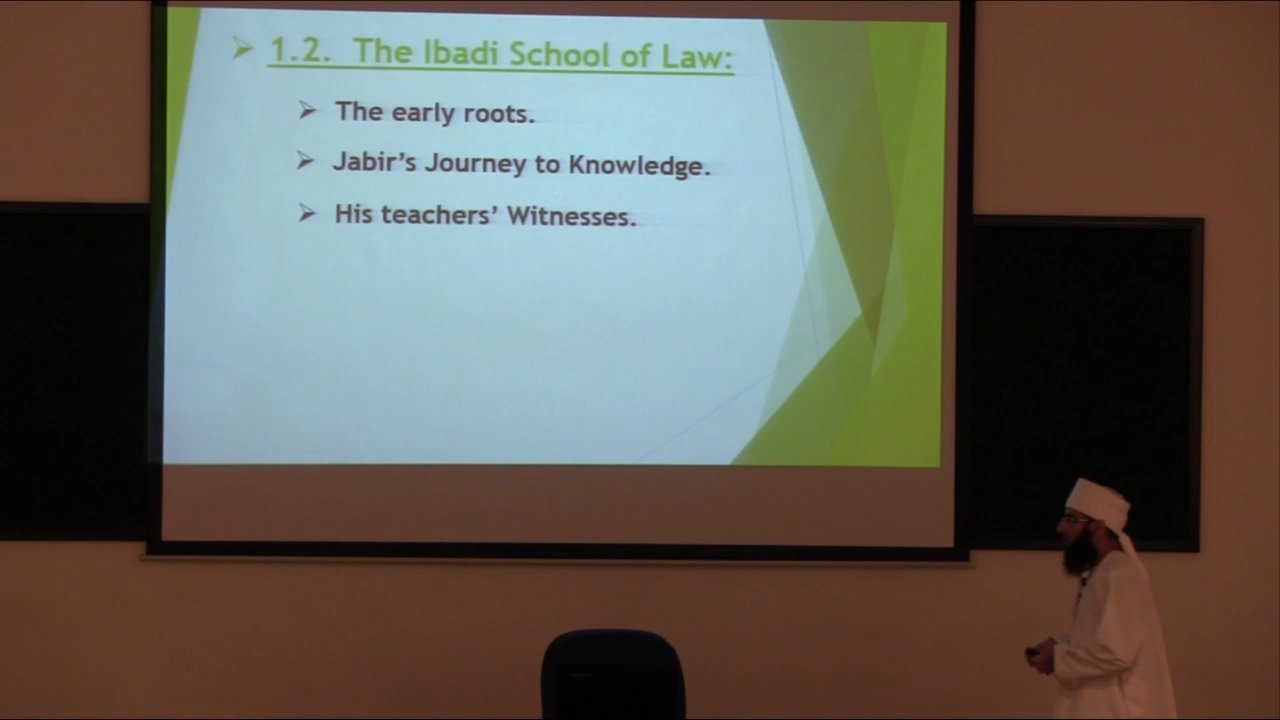 ➢ 1.2. The Ibadi School of Law:
➢ The early roots.
➢ Jabir's Journey to Knowledge.
➢ His teachers' Witnesses.